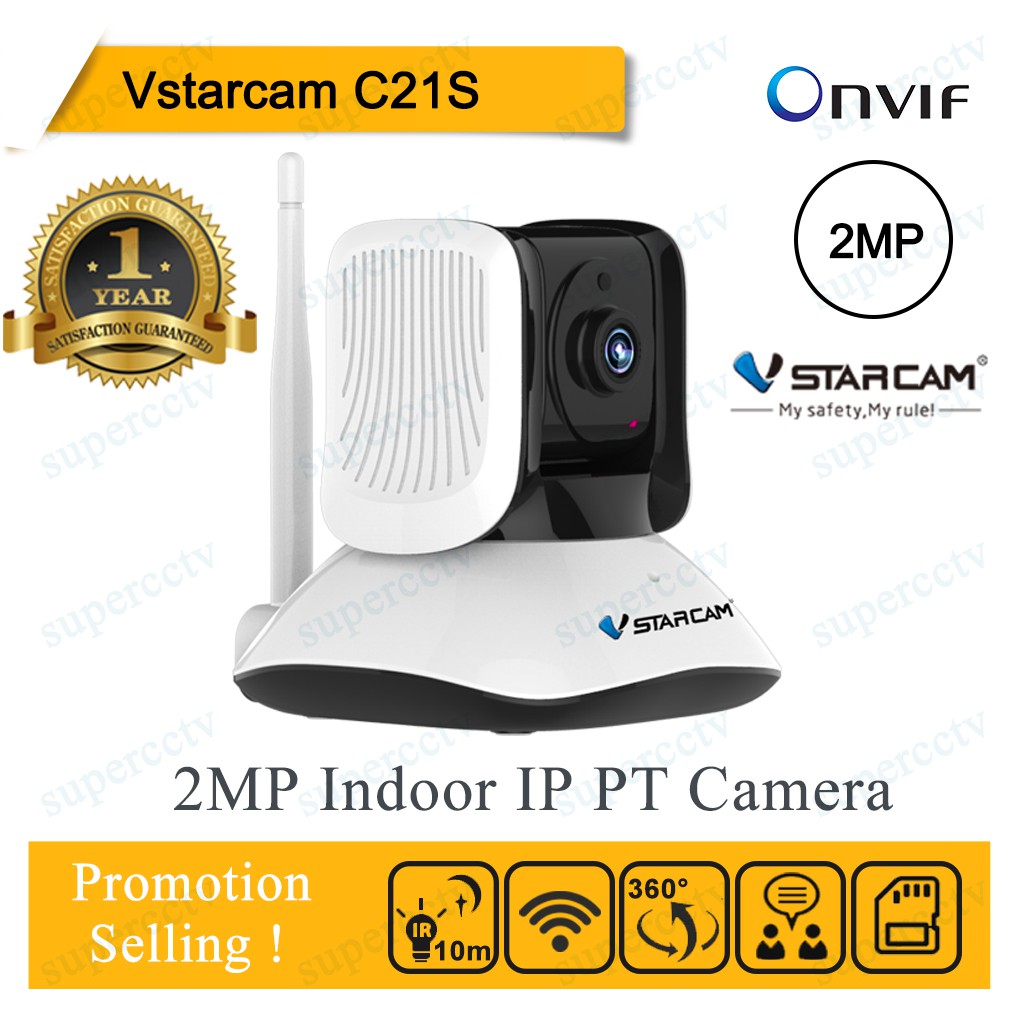 Vstarcam C21S
ONVIF
2MP
SATISFACTION GUARANTEED
1
YEAR
SATISFACTION GUARANTEED
VSTARCAM®
My safety,My rule!
VSTARCAM
2MP Indoor IP PT Camera
Promotion
Selling !
IR
10m
360°
supercctv